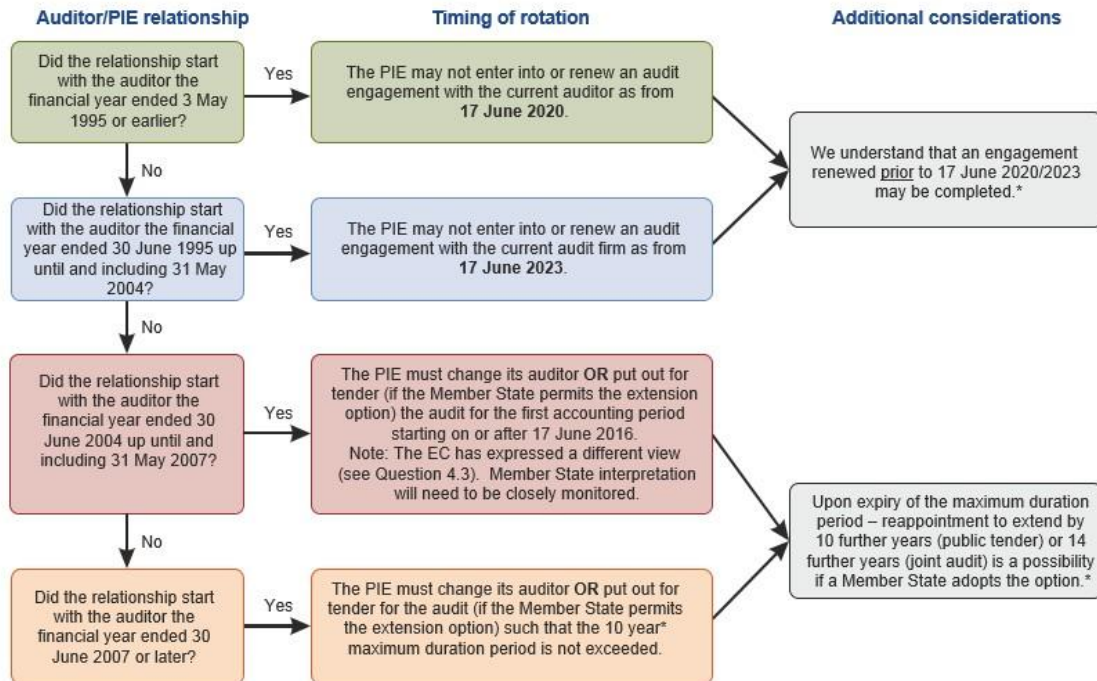 Auditor/PIE relationship
Timing of rotation
Additional considerations
Did the relationship start
with the auditor the
financial year ended 3 May
1995 or earlier?
Yes
The PIE may not enter into or renew an audit
engagement with the current auditor as from
17 June 2020.
We understand that an engagement
renewed prior to 17 June 2020/2023
may be completed.*
No
Did the relationship start
with the auditor the financial
year ended 30 June 1995 up
until and including 31 May
2004?
Yes
The PIE may not enter into or renew an audit
engagement with the current audit firm as from
17 June 2023.
No
Did the relationship start
with the auditor the
financial year ended 30
June 2004 up until and
including 31 May 2007?
Yes
The PIE must change its auditor OR put out for
tender (if the Member State permits the extension
option) the audit for the first accounting period
starting on or after 17 June 2016.
Note: The EC has expressed a different view
(see Question 4.3). Member State interpretation
will need to be closely monitored.
Upon expiry of the maximum duration
period – reappointment to extend by
10 further years (public tender) or 14
further years (joint audit) is a possibility
if a Member State adopts the option.*
No
Did the relationship start
with the auditor the
financial year ended 30
June 2007 or later?
Yes
The PIE must change its auditor OR put out for
tender for the audit (if the Member State permits
the extension option) such that the 10 year*
maximum duration period is not exceeded.